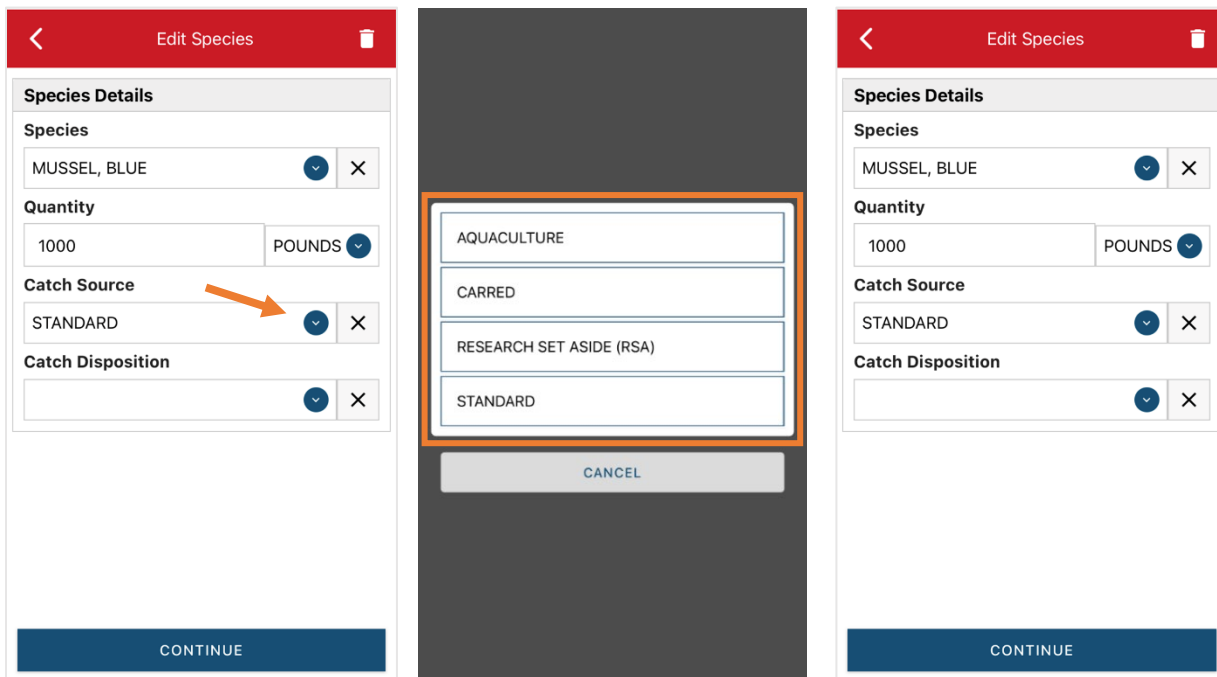 Edit Species
Species Details
Species
MUSSEL, BLUE
Quantity
1000 POUNDS
Catch Source
STANDARD
Catch Disposition
CONTINUE
AQUACULTURE
CARRED
RESEARCH SET ASIDE (RSA)
STANDARD
CANCEL
Edit Species
Species Details
Species
MUSSEL, BLUE
Quantity
1000 POUNDS
Catch Source
STANDARD
Catch Disposition
CONTINUE